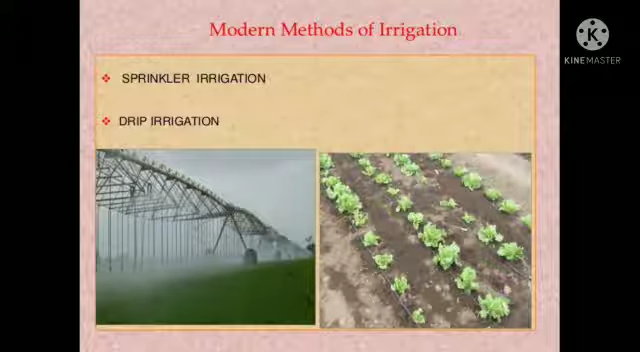 Modern Methods of Irrigation
KINEMASTER
❖ SPRINKLER IRRIGATION
❖ DRIP IRRIGATION